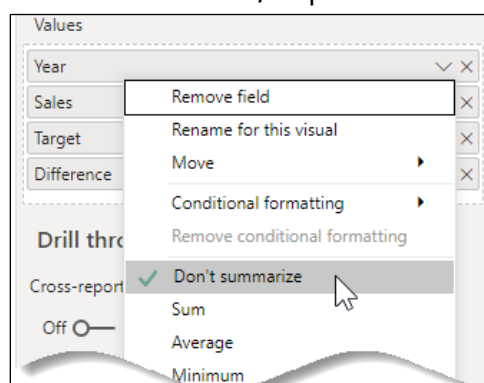 Values
Year
Sales
Target
Difference
Remove field
Rename for this visual
Move
Conditional formatting
Remove conditional formatting
Don't summarize
Sum
Average
Minimum
Drill thro
Cross-report
Off